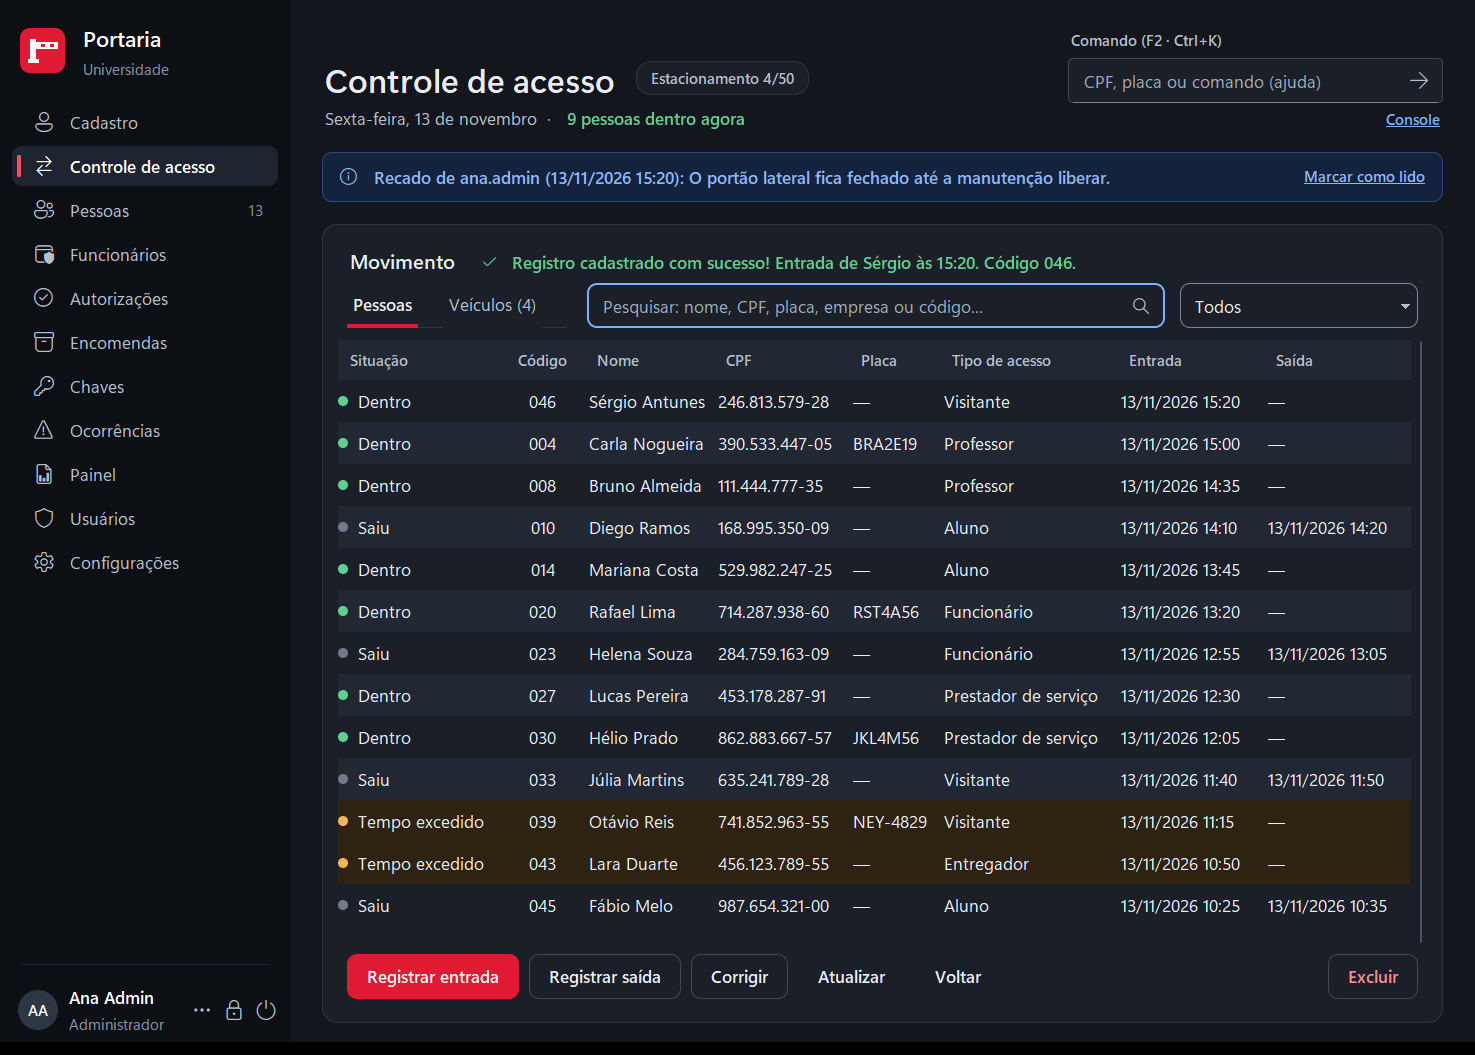 Portaria
Universidade
Cadastro
Controle de acesso
Pessoas 13
Funcionários
Autorizações
Encomendas
Chaves
Ocorrências
Painel
Usuários
Configurações
AA
Ana Admin
Administrador
Controle de acesso
Estacionamento 4/50
Sexta-feira, 13 de novembro · 9 pessoas dentro agora
Comando (F2 · Ctrl+K)
CPF, placa ou comando (ajuda)
Console
Recado de ana.admin (13/11/2026 15:20): O portão lateral fica fechado até a manutenção liberar.
Marcar como lido
Movimento
Registro cadastrado com sucesso! Entrada de Sérgio às 15:20. Código 046.
Pessoas
Veículos (4)
Pesquisar: nome, CPF, placa, empresa ou código...
Todos
Situação Código Nome CPF Placa Tipo de acesso Entrada Saída
Dentro 046 Sérgio Antunes 246.813.579-28 — Visitante 13/11/2026 15:20 —
Dentro 004 Carla Nogueira 390.533.447-05 BRA2E19 Professor 13/11/2026 15:00 —
Dentro 008 Bruno Almeida 111.444.777-35 — Professor 13/11/2026 14:35 —
Saiu 010 Diego Ramos 168.995.350-09 — Aluno 13/11/2026 14:10 13/11/2026 14:20
Dentro 014 Mariana Costa 529.982.247-25 — Aluno 13/11/2026 13:45 —
Dentro 020 Rafael Lima 714.287.938-60 RST4A56 Funcionário 13/11/2026 13:20 —
Saiu 023 Helena Souza 284.759.163-09 — Funcionário 13/11/2026 12:55 13/11/2026 13:05
Dentro 027 Lucas Pereira 453.178.287-91 — Prestador de serviço 13/11/2026 12:30 —
Dentro 030 Hélio Prado 862.883.667-57 JKL4M56 Prestador de serviço 13/11/2026 12:05 —
Saiu 033 Júlia Martins 635.241.789-28 — Visitante 13/11/2026 11:40 13/11/2026 11:50
Tempo excedido 039 Otávio Reis 741.852.963-55 NEY-4829 Visitante 13/11/2026 11:15 —
Tempo excedido 043 Lara Duarte 456.123.789-55 — Entregador 13/11/2026 10:50 —
Saiu 045 Fábio Melo 987.654.321-00 — Aluno 13/11/2026 10:25 13/11/2026 10:35
Registrar entrada
Registrar saída
Corrigir
Atualizar
Voltar
Excluir